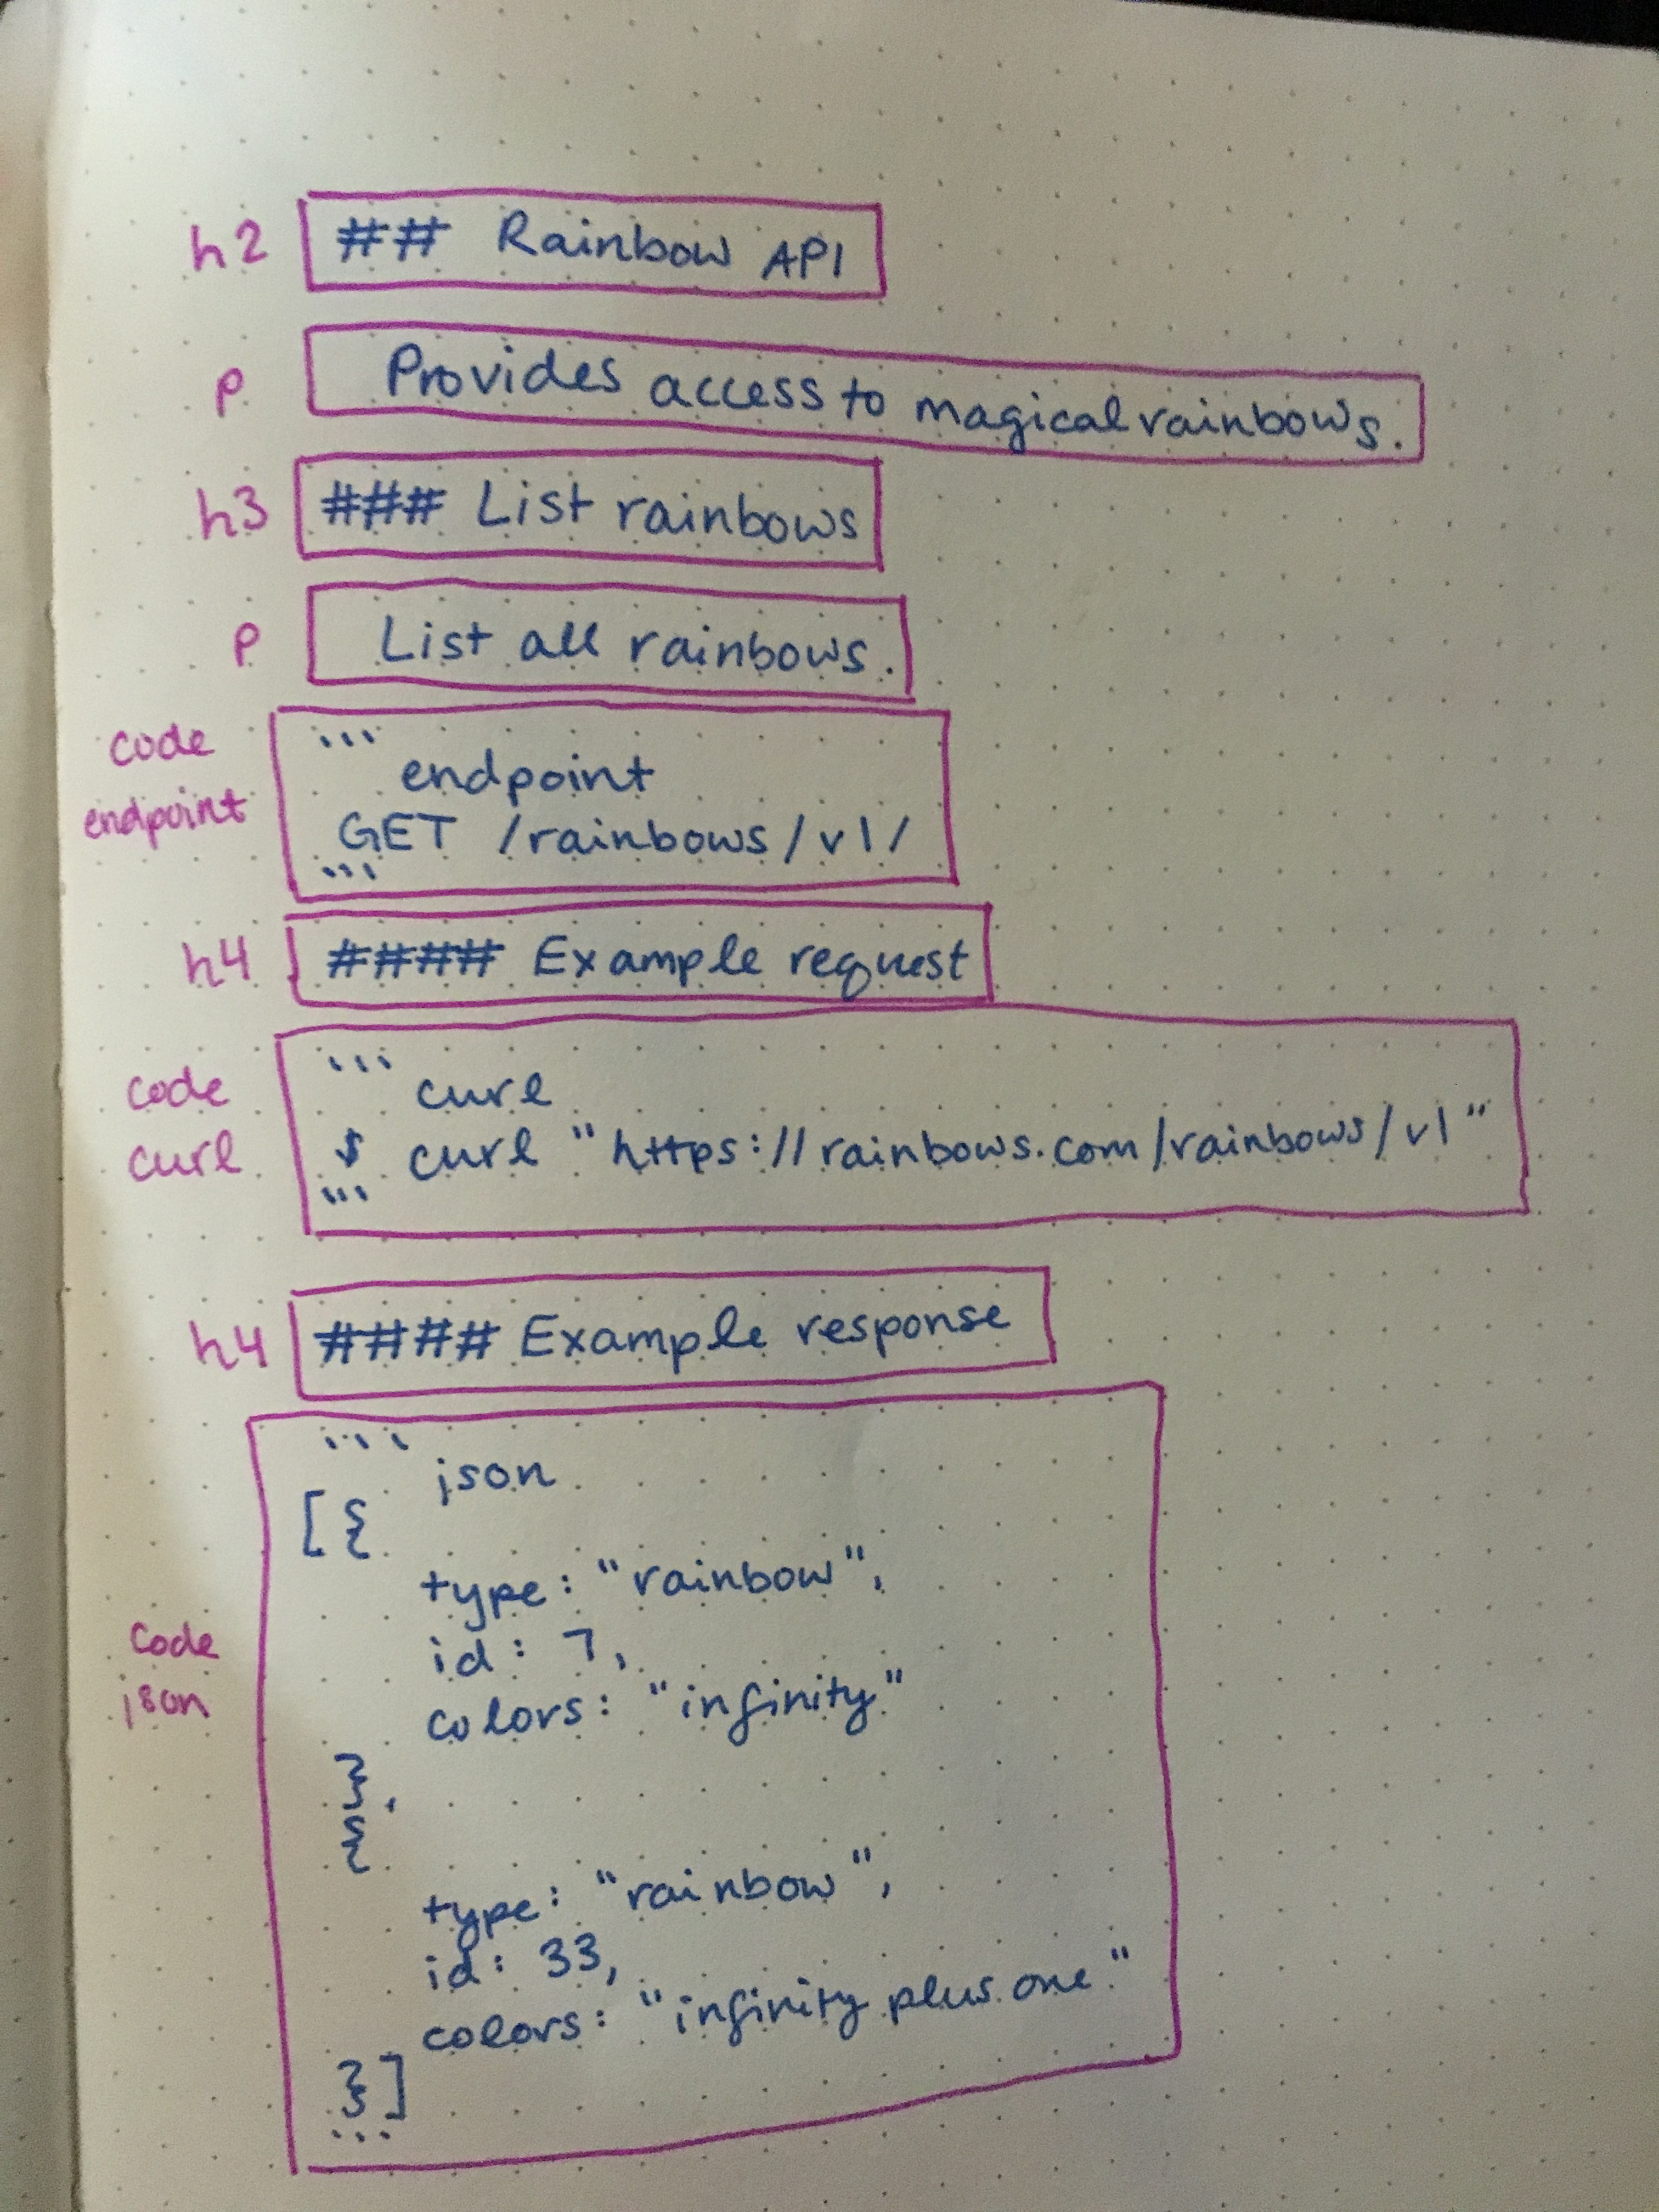 h2 ## Rainbow API
p Provides access to magical rainbows.
h3 ### List rainbows
p List all rainbows.
code
endpoint
```
endpoint
GET /rainbows/v1/
```
h4 #### Example request
code
curl
```
curl
$ curl "https://rainbows.com/rainbows/v1"
```
h4 #### Example response
code
json
```
json
[{
type: "rainbow",
id: 7,
colors: "infinity"
},
{
type: "rainbow",
id: 33,
colors: "infinity plus one"
}]
```